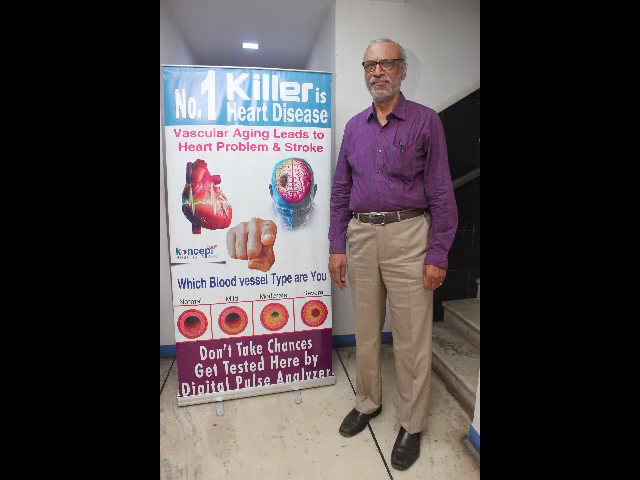 No.1 Killer is
Heart Disease
Vascular Aging Leads to
Heart Problem & Stroke
koncept
Which Blood vessel Type are You
Normal Mild Moderate Severe
Don't Take Chances
Get Tested Here by
Digital Pulse Analyzer